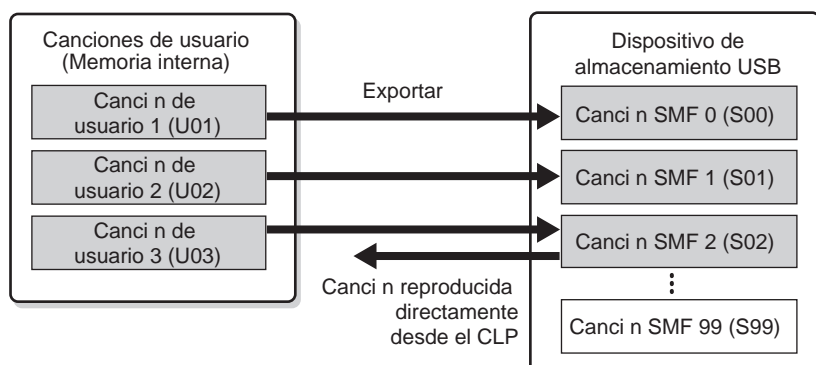 Canciones de usuario
(Memoria interna)
Canci n de
usuario 1 (U01)
Canci n de
usuario 2 (U02)
Canci n de
usuario 3 (U03)
Exportar
Canci n reproducida
directamente
desde el CLP
Dispositivo de
almacenamiento USB
Canci n SMF 0 (S00)
Canci n SMF 1 (S01)
Canci n SMF 2 (S02)
Canci n SMF 99 (S99)